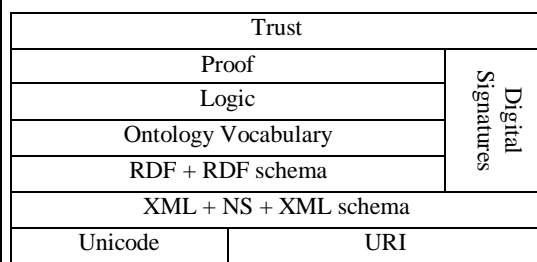 Trust
Proof
Logic
Ontology Vocabulary
RDF + RDF schema
Digital
Signatures
XML + NS + XML schema
Unicode
URI